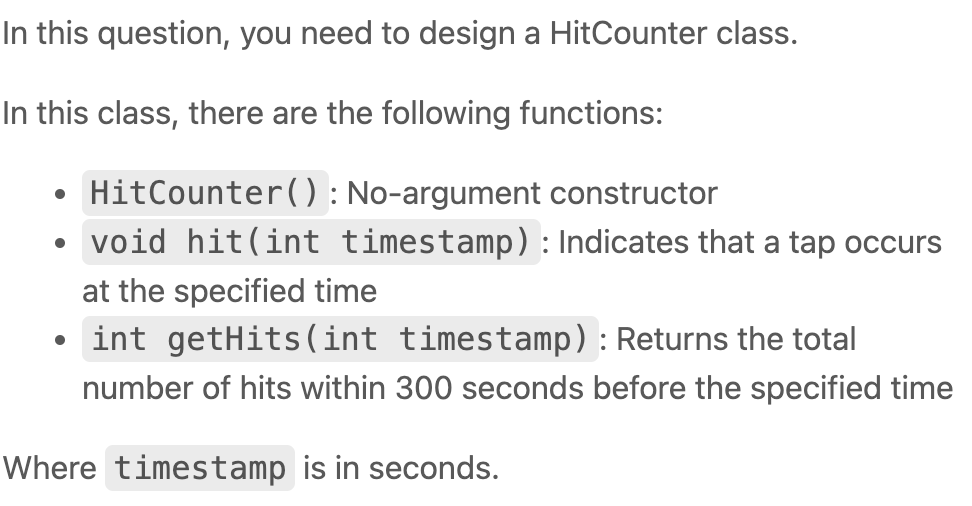 In this question, you need to design a HitCounter class.
In this class, there are the following functions:
• HitCounter() : No-argument constructor
• void hit(int timestamp) : Indicates that a tap occurs
at the specified time
• int getHits(int timestamp) : Returns the total
number of hits within 300 seconds before the specified time
Where timestamp is in seconds.